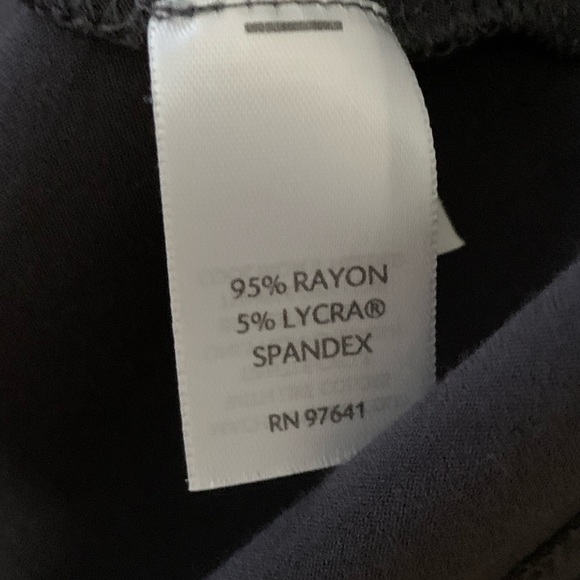 95% RAYON
5% LYCRA®
SPANDEX
RN 97641